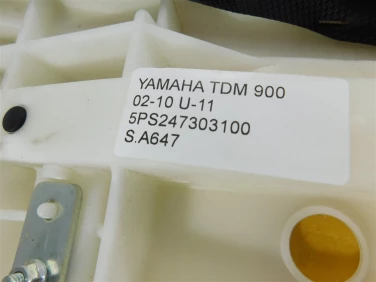 YAMAHA TDM 900
02-10 U-11
5PS247303100
S.A647